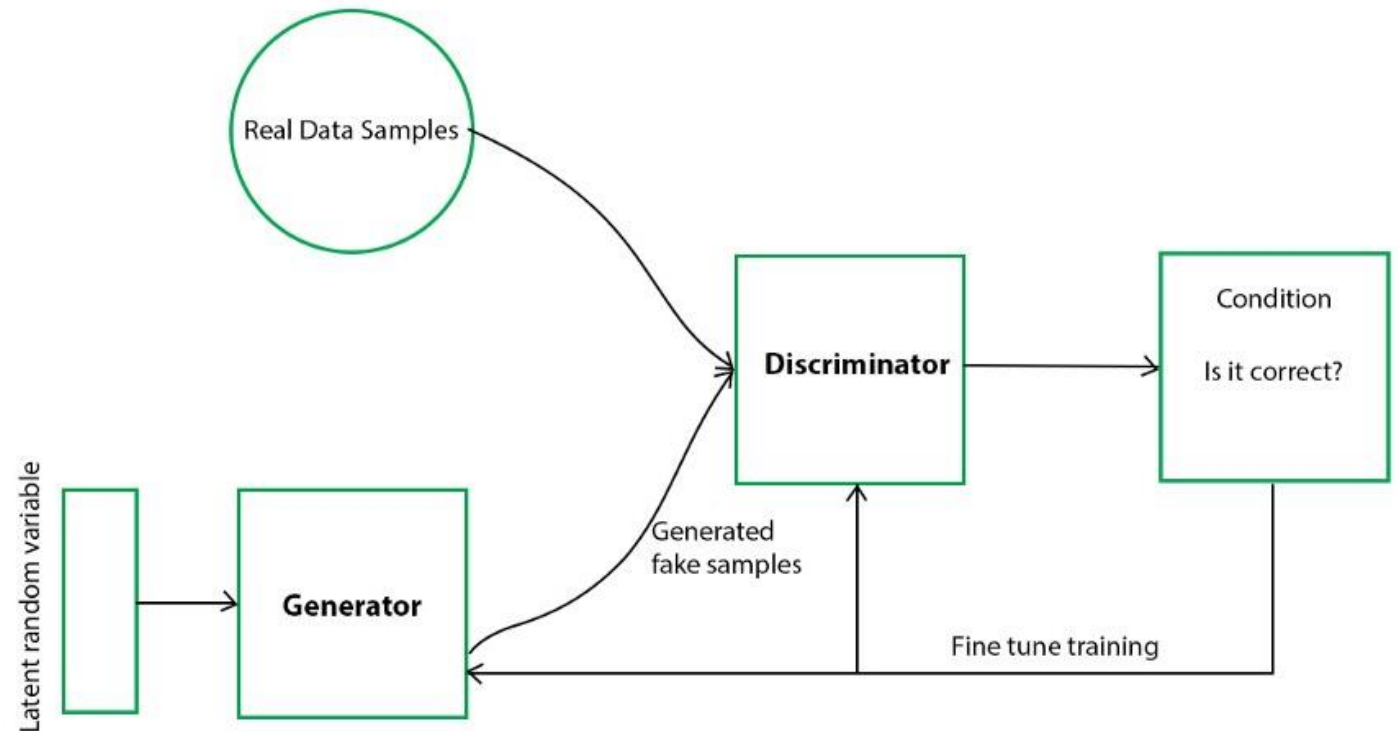 Real Data Samples
Discriminator
Condition
Is it correct?
Latent random variable
Generator
Generated
fake samples
Fine tune training